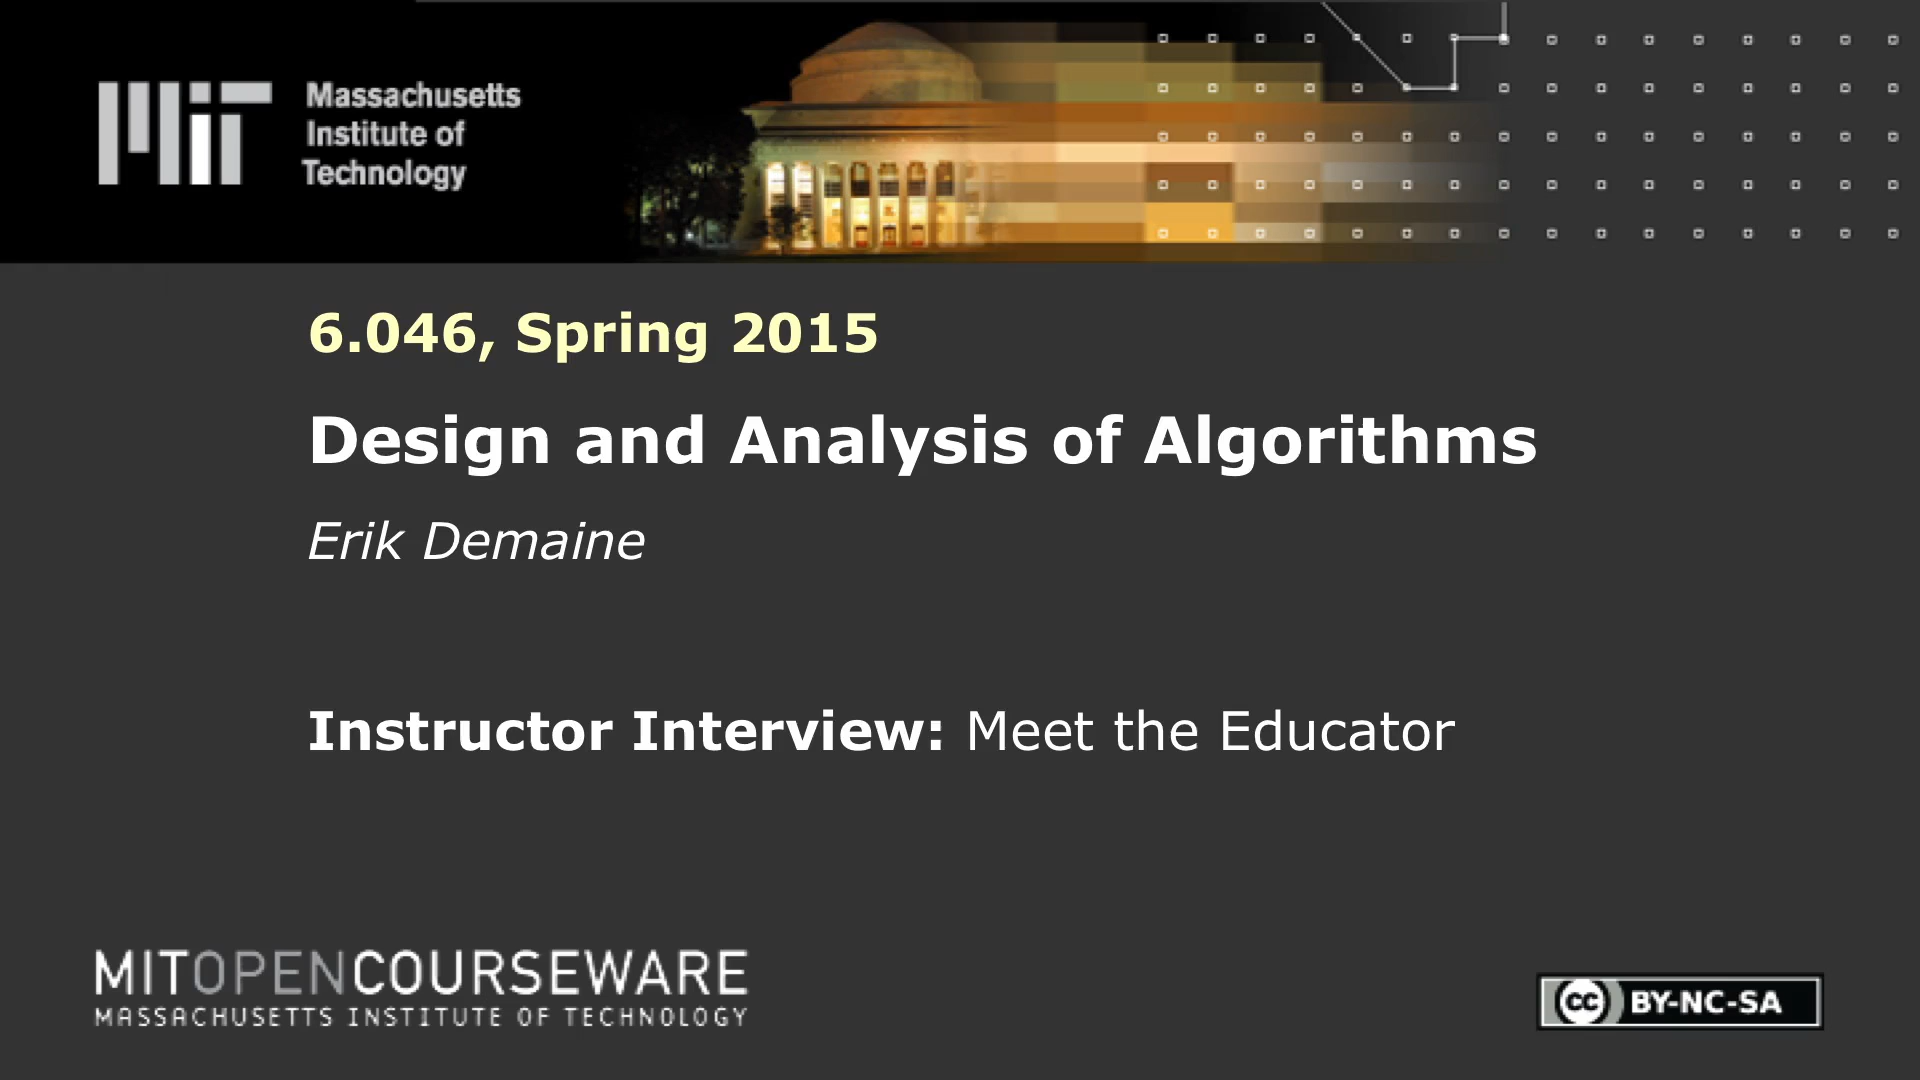 MIT
Massachusetts
Institute of
Technology
6.046, Spring 2015
Design and Analysis of Algorithms
Erik Demaine
Instructor Interview: Meet the Educator
MITOPENCOURSEWARE
MASSACHUSETTS INSTITUTE OF TECHNOLOGY
cc BY-NC-SA